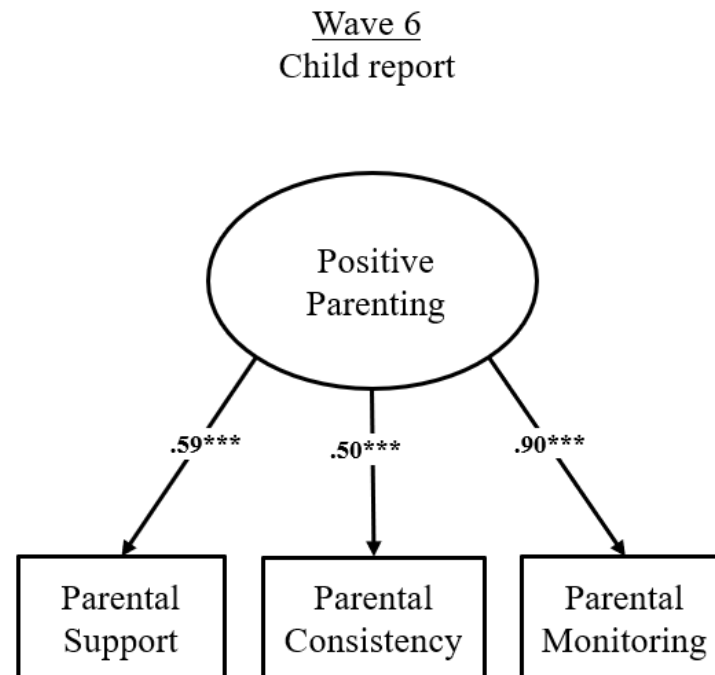 Wave 6
Child report
Positive
Parenting
.59***
.50***
.90***
Parental
Support
Parental
Consistency
Parental
Monitoring